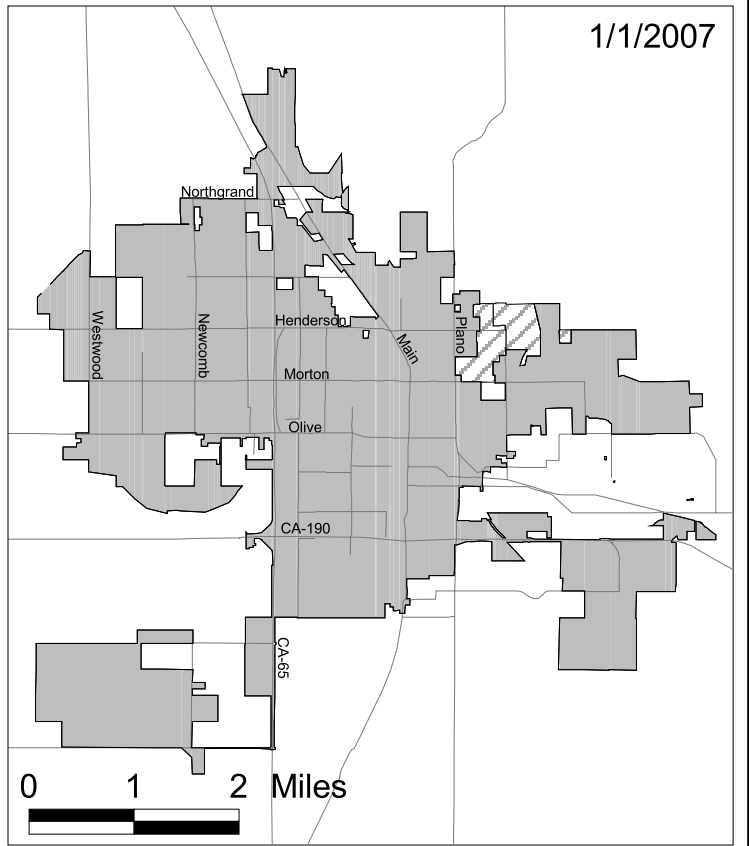 1/1/2007
Northgrand
Westwood
Newcomb
Henderson
Main
Plano
Morton
Olive
CA-190
CA-65
0 1 2 Miles